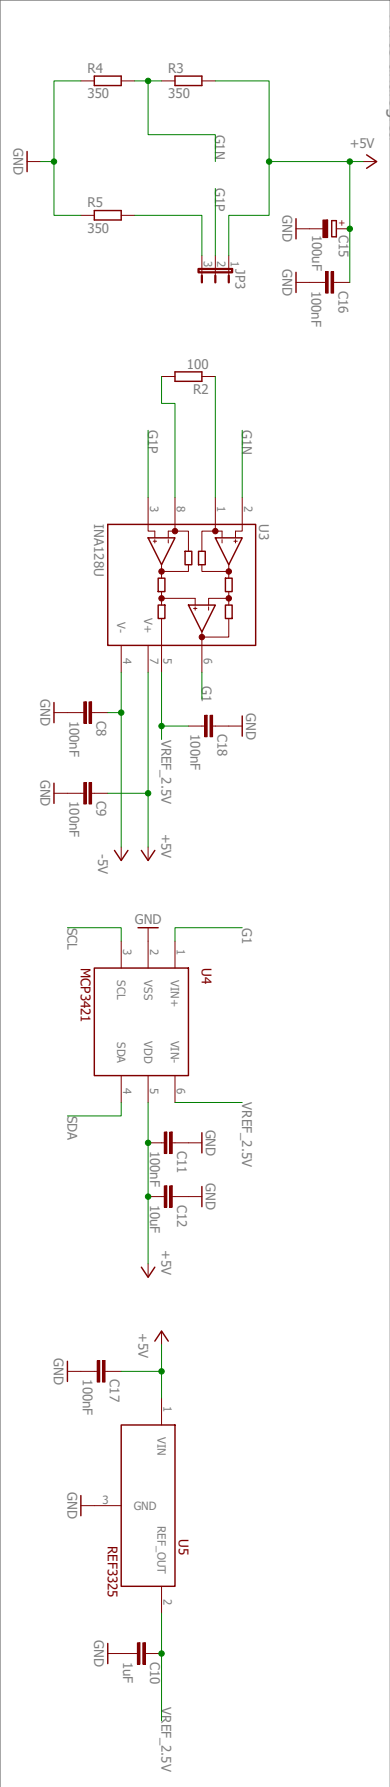 R4
350
R3
350
GND
G1N
+5V
G1P
R5
350
GND
+
C15
100uF
GND
C16
100nF
3
2
1
JP3
100
R2
G1P
G1N
3
8
1
2
U3
INA128U
V-
V+
4
7
5
6
G1
GND
C8
100nF
VREF_2.5V
C18
100nF
GND
GND
C9
100nF
-5V
+5V
SCL
GND
G1
3
2
1
U4
MCP3421
SCL
VSS
VIN+
SDA
VDD
VIN-
4
5
6
SDA
VREF_2.5V
C11
100nF
GND
C12
10uF
GND
+5V
+5V
GND
C17
100nF
1
VIN
GND
3
GND
REF_OUT
U5
REF3325
2
GND
C10
1uF
VREF_2.5V